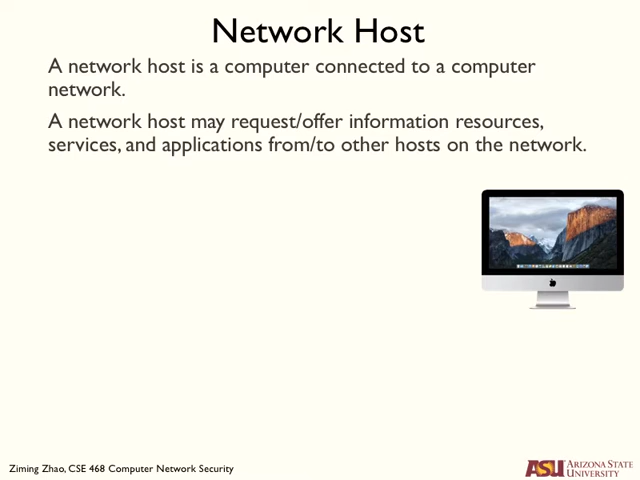 Network Host
A network host is a computer connected to a computer
network.
A network host may request/offer information resources,
services, and applications from/to other hosts on the network.
Ziming Zhao, CSE 468 Computer Network Security
ASU ARIZONA STATE
UNIVERSITY